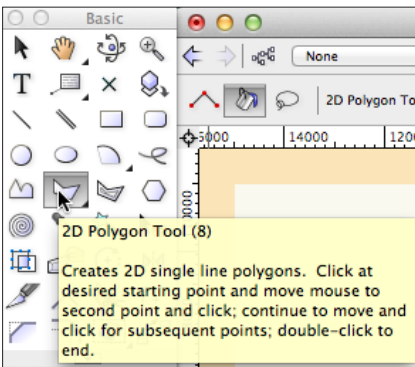 Basic
None
T
2D Polygon To
14000
1200
2D Polygon Tool (8)
Creates 2D single line polygons. Click at
desired starting point and move mouse to
second point and click; continue to move and
click for subsequent points; double-click to
end.